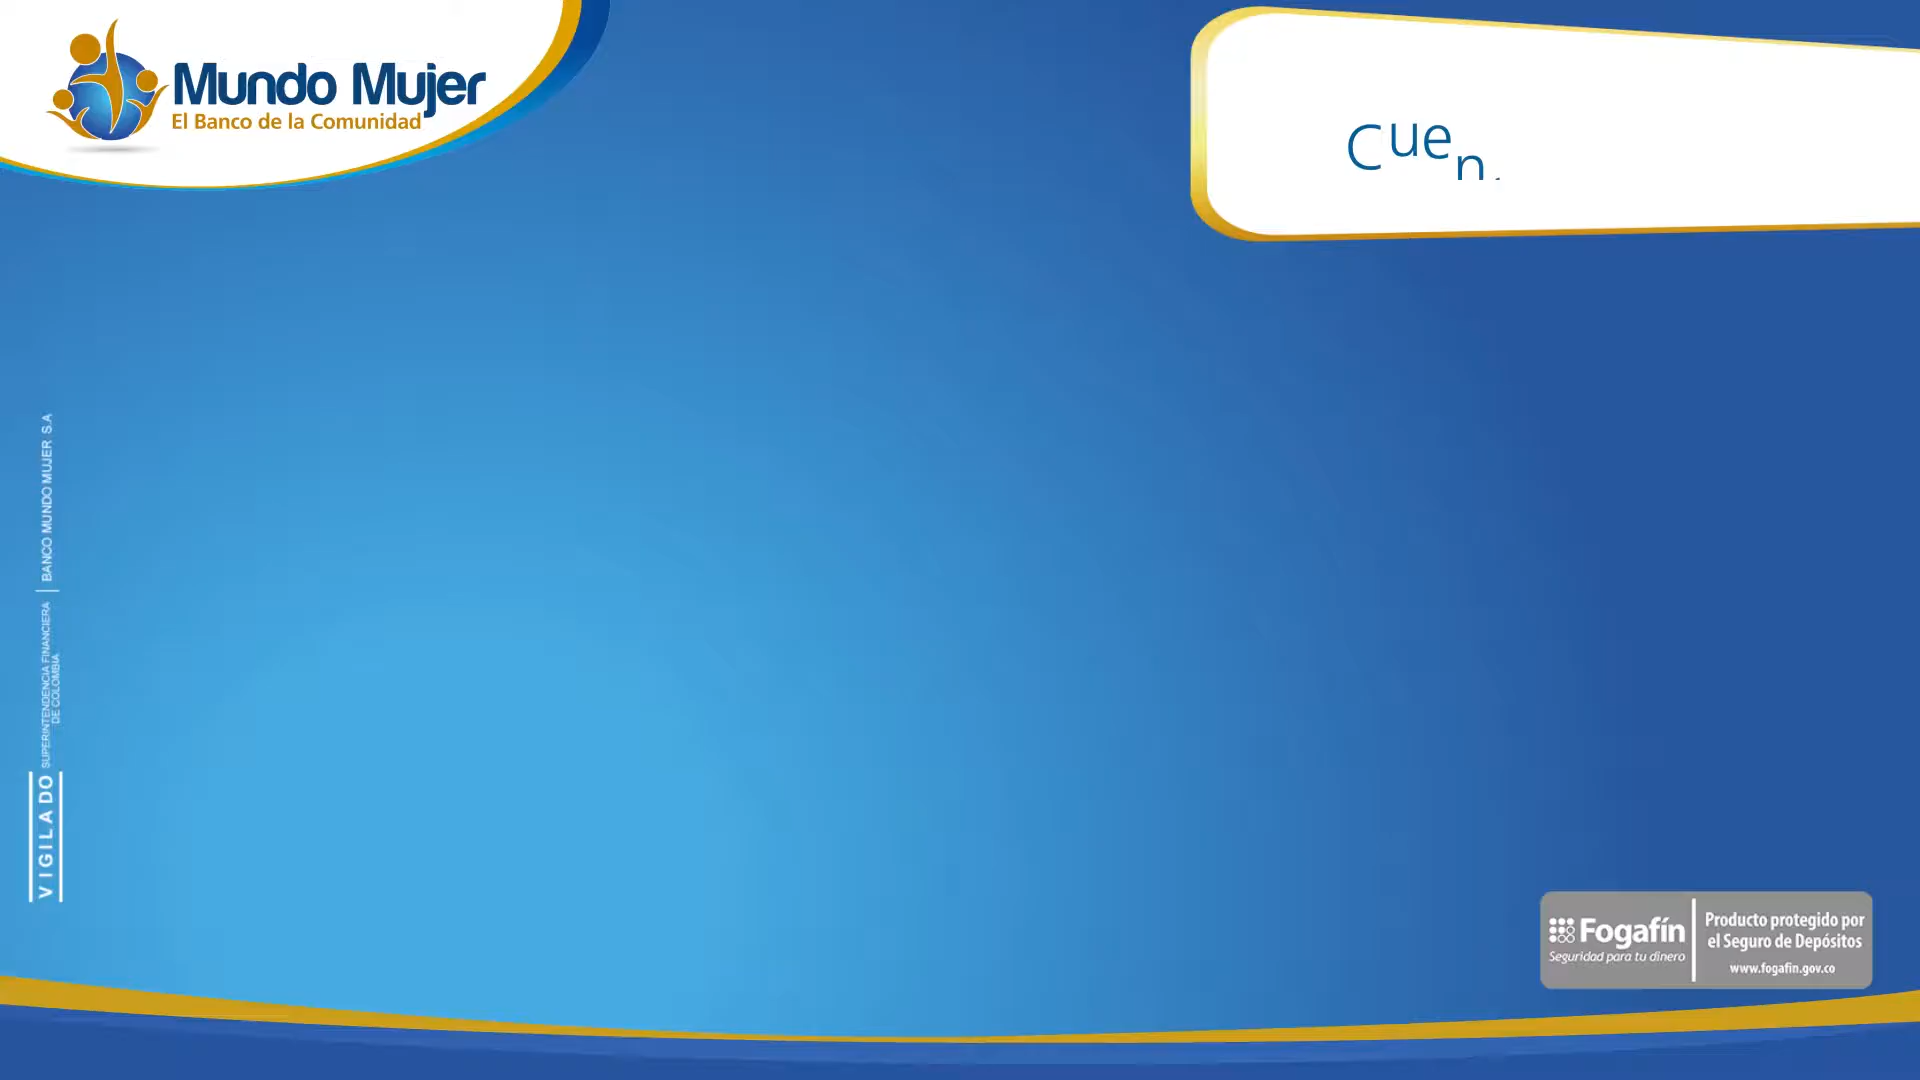 Mundo Mujer
El Banco de la Comunidad
Cuen
VIGILADO SUPERINTENDENCIA FINANCIERA
DE COLOMBIA
BANCO MUNDO MUJER S.A
Fogafín
Seguridad para tu dinero
Producto protegido por
el Seguro de Depósitos
www.fogafin.gov.co